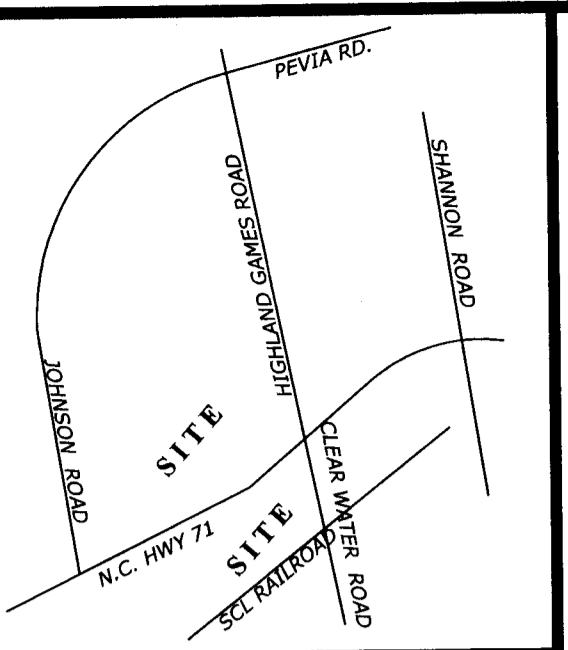 PEVIA RD.
SHANNON ROAD
HIGHLAND GAMES ROAD
JOHNSON ROAD
SITE
CLEAR WATER ROAD
SITE
N.C. HWY 71
SCL RAILROAD